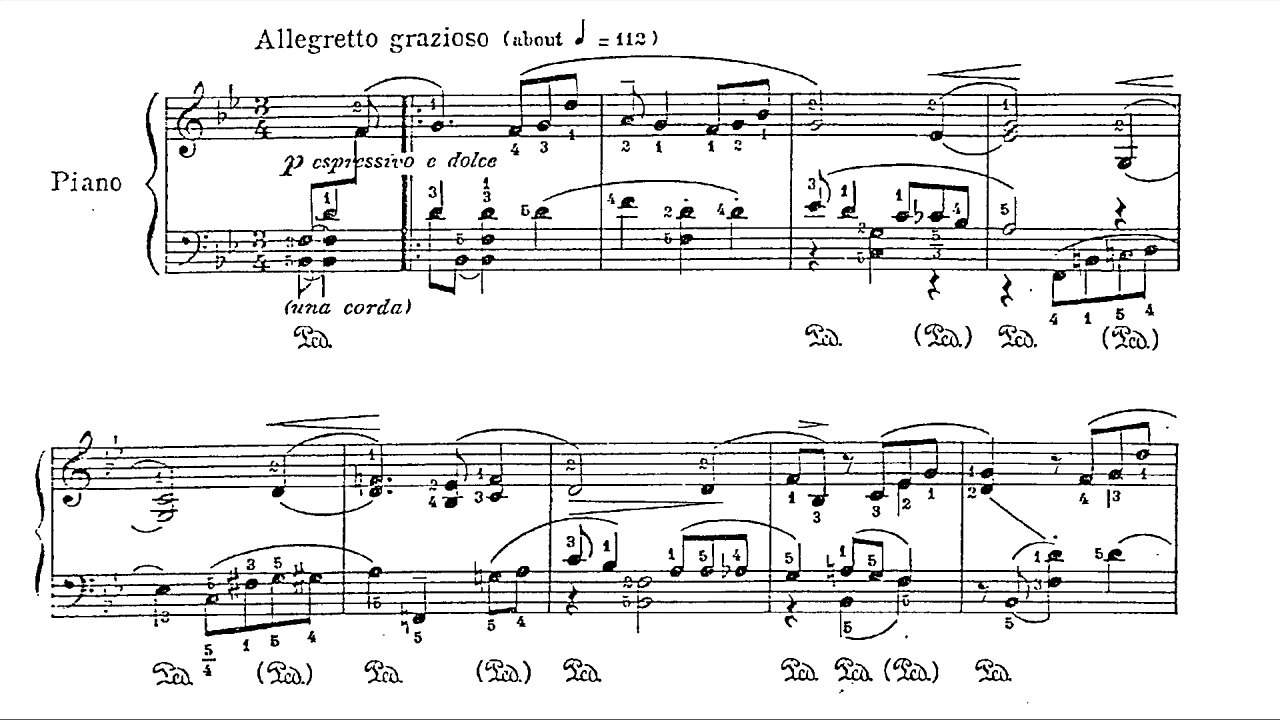 Allegretto grazioso (about ♩ = 112)
Piano
p espressivo e dolce
(una corda)
Ped. Ped. (Ped.) Ped. (Ped.)
Ped. (Ped.) Ped. (Ped.) Ped. Ped. Ped. (Ped.) Ped.